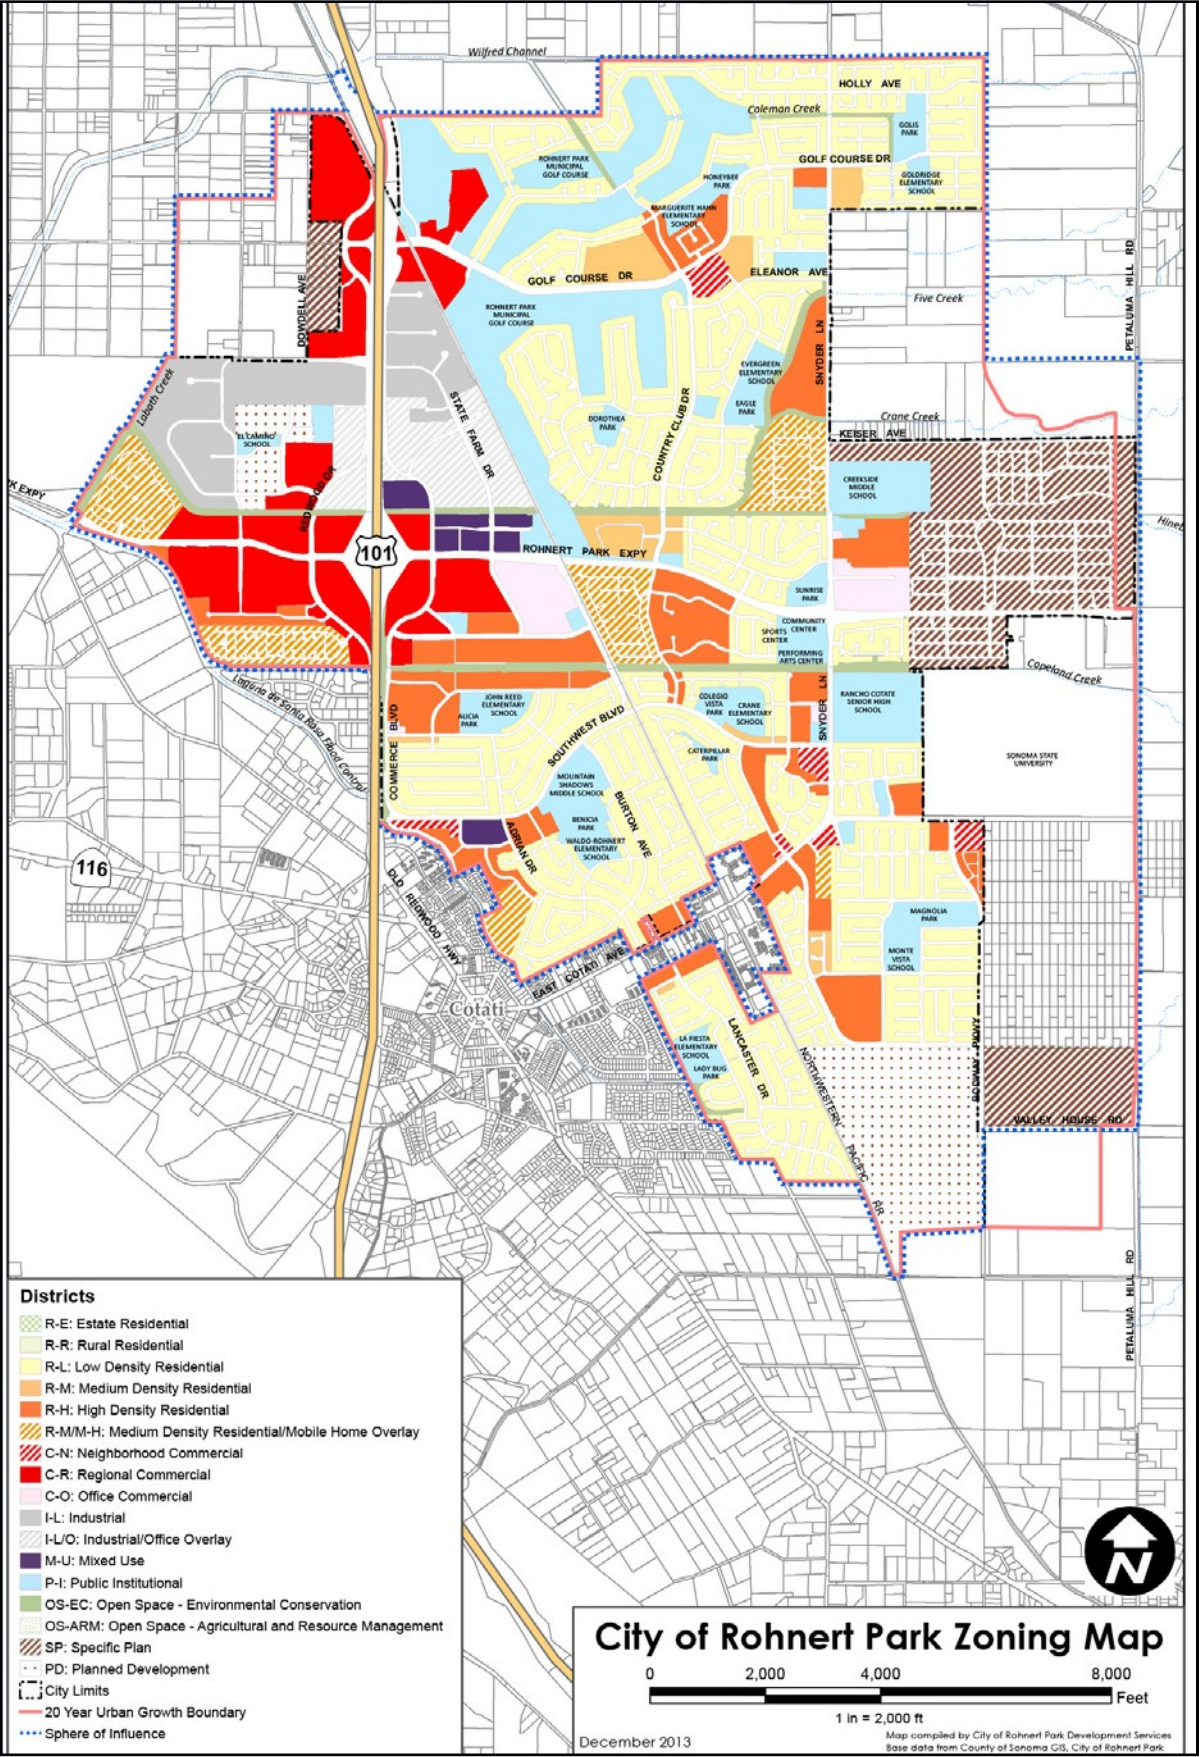 Wilfred Channel
HOLLY AVE
Coleman Creek
GOLIS
PARK
GOLF COURSE DR
ROHNERT PARK
MUNICIPAL
GOLF COURSE
HONEYBEE
PARK
GOLDRIDGE
ELEMENTARY
SCHOOL
MARGUERITE HAHN
ELEMENTARY
SCHOOL
PETALUMA HILL RD
GOLF COURSE DR
ELEANOR AVE
DOWDELL AVE
Five Creek
ROHNERT PARK
MUNICIPAL
GOLF COURSE
SNYDER LN
EVERGREEN
ELEMENTARY
SCHOOL
Labath Creek
STATE FARM DR
EAGLE
PARK
COUNTRY CLUB DR
DOROTHEA
PARK
Crane Creek
KEISER AVE
EL CAMINO
SCHOOL
REDWOOD DR
CREEKSIDE
MIDDLE
SCHOOL
K EXPY
Hineb
101
ROHNERT PARK EXPY
SUNRISE
PARK
COMMUNITY
CENTER
SPORTS
CENTER
PERFORMING
ARTS CENTER
Copeland Creek
Laguna de Santa Rosa Flood Control
JOHN REED
ELEMENTARY
SCHOOL
ALICIA
PARK
COLEGIO
VISTA
PARK
CRANE
ELEMENTARY
SCHOOL
SNYDER LN
RANCHO COTATE
SENIOR HIGH
SCHOOL
COMMERCE BLVD
SOUTHWEST BLVD
CATERPILLAR
PARK
SONOMA STATE
UNIVERSITY
MOUNTAIN
SHADOWS
MIDDLE SCHOOL
BURTON AVE
BENICIA
PARK
ADRIAN DR
WALDO ROHNERT
ELEMENTARY
SCHOOL
116
OLD REDWOOD HWY
MAGNOLIA
PARK
MONTE
VISTA
SCHOOL
EAST COTATI AVE
Cotati
LANCASTER DR
LA FIESTA
ELEMENTARY
SCHOOL
LADY BUG
PARK
NORTHWESTERN PACIFIC RR
BODWAY PKWY
VALLEY HOUSE RD
PETALUMA HILL RD
Districts
R-E: Estate Residential
R-R: Rural Residential
R-L: Low Density Residential
R-M: Medium Density Residential
R-H: High Density Residential
R-M/M-H: Medium Density Residential/Mobile Home Overlay
C-N: Neighborhood Commercial
C-R: Regional Commercial
C-O: Office Commercial
I-L: Industrial
I-L/O: Industrial/Office Overlay
M-U: Mixed Use
P-I: Public Institutional
OS-EC: Open Space - Environmental Conservation
OS-ARM: Open Space - Agricultural and Resource Management
SP: Specific Plan
PD: Planned Development
City Limits
20 Year Urban Growth Boundary
Sphere of Influence
N
City of Rohnert Park Zoning Map
0 2,000 4,000 8,000
Feet
1 in = 2,000 ft
December 2013
Map compiled by City of Rohnert Park Development Services
Base data from County of Sonoma GIS, City of Rohnert Park